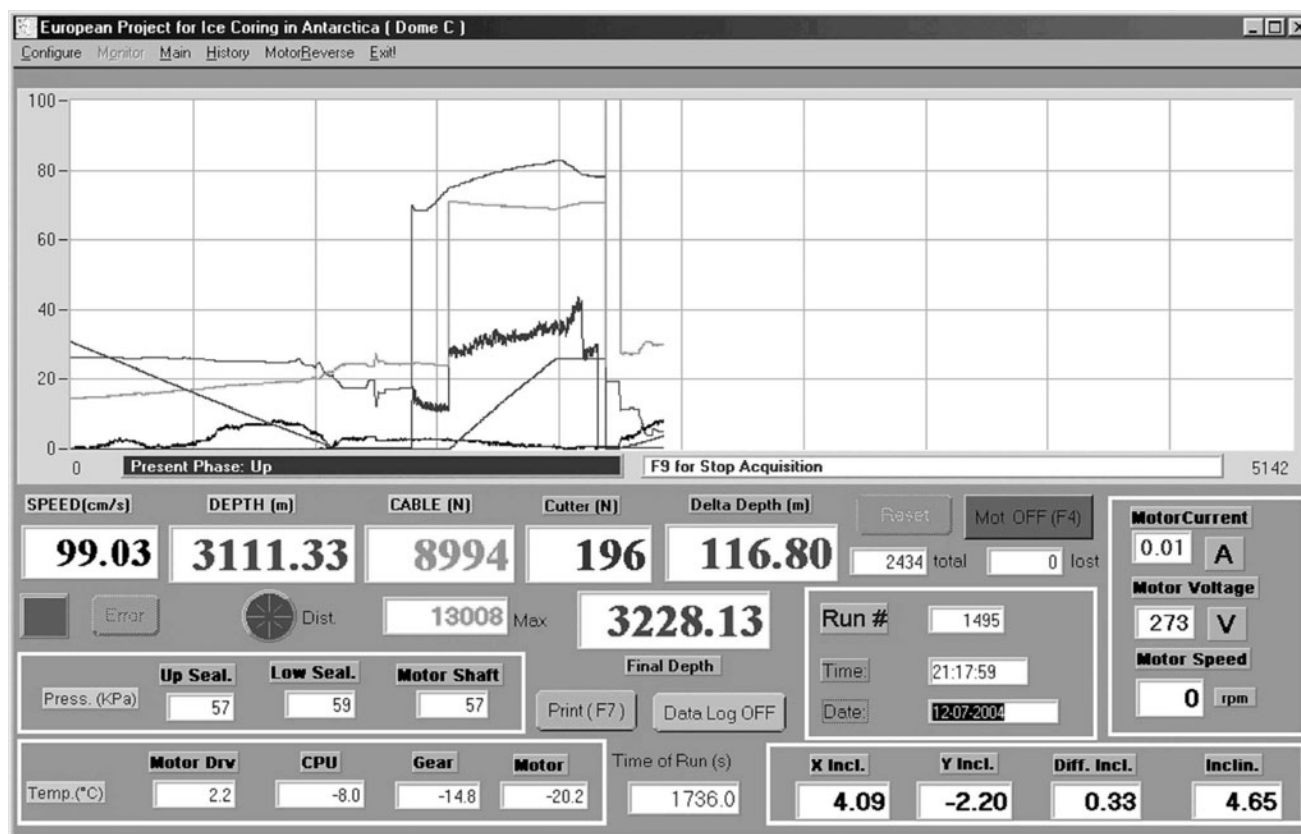 European Project for Ice Coring in Antarctica ( Dome C )
Configure Monitor Main History MotorReverse Exit!
100
80
60
40
20
0
0 Present Phase: Up F9 for Stop Acquisition 5142
SPEED(cm/s) DEPTH (m) CABLE (N) Cutter (N) Delta Depth (m) Reset Mot OFF (F4) MotorCurrent
99.03 3111.33 8994 196 116.80 2434 total 0 lost 0.01 A
Motor Voltage
Error Dist. 13008 Max 3228.13 Run # 1495 273 V
Final Depth Motor Speed
Up Seal. Low Seal. Motor Shaft Time: 21:17:59 0 rpm
Press. (KPa) 57 59 57 Print ( F7 ) Data Log OFF Date: 12-07-2004
Motor Drv CPU Gear Motor Time of Run (s) X Incl. Y Incl. Diff. Incl. Inclin.
Temp.(°C) 2.2 -8.0 -14.8 -20.2 1736.0 4.09 -2.20 0.33 4.65